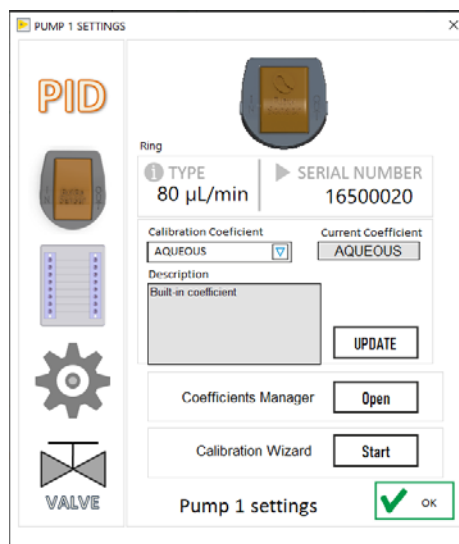 PUMP 1 SETTINGS
PID
Ring
TYPE
80 µL/min
SERIAL NUMBER
16500020
Calibration Coeficient
AQUEOUS
Current Coefficient
AQUEOUS
Description
Built-in coefficient
UPDATE
Coefficients Manager
Open
Calibration Wizard
Start
VALVE
Pump 1 settings
OK